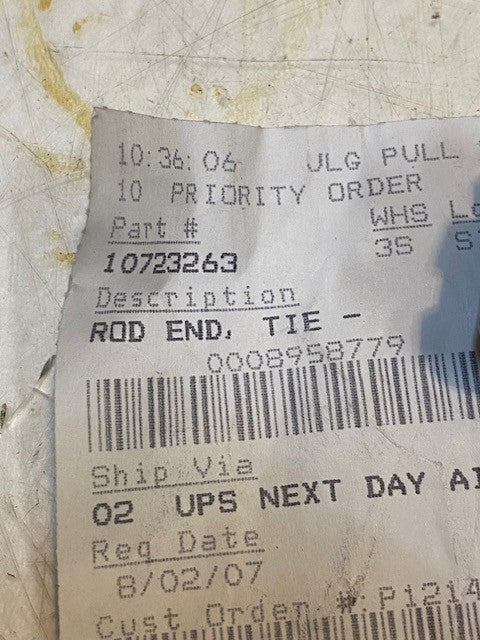 10:36:06 JLG PULL
10 PRIORITY ORDER
Part # WHS
10723263 3S
Description
ROD END, TIE -
0008958779
Ship Via
02 UPS NEXT DAY
Req Date
8/02/07
Cust Order #: P1214